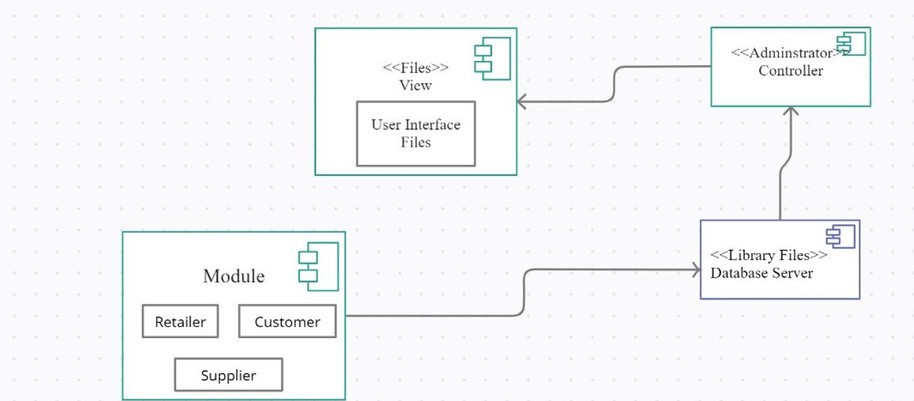 <<Files>>
View
User Interface
Files
<<Adminstrator>>
Controller
<<Library Files>>
Database Server
Module
Retailer
Customer
Supplier